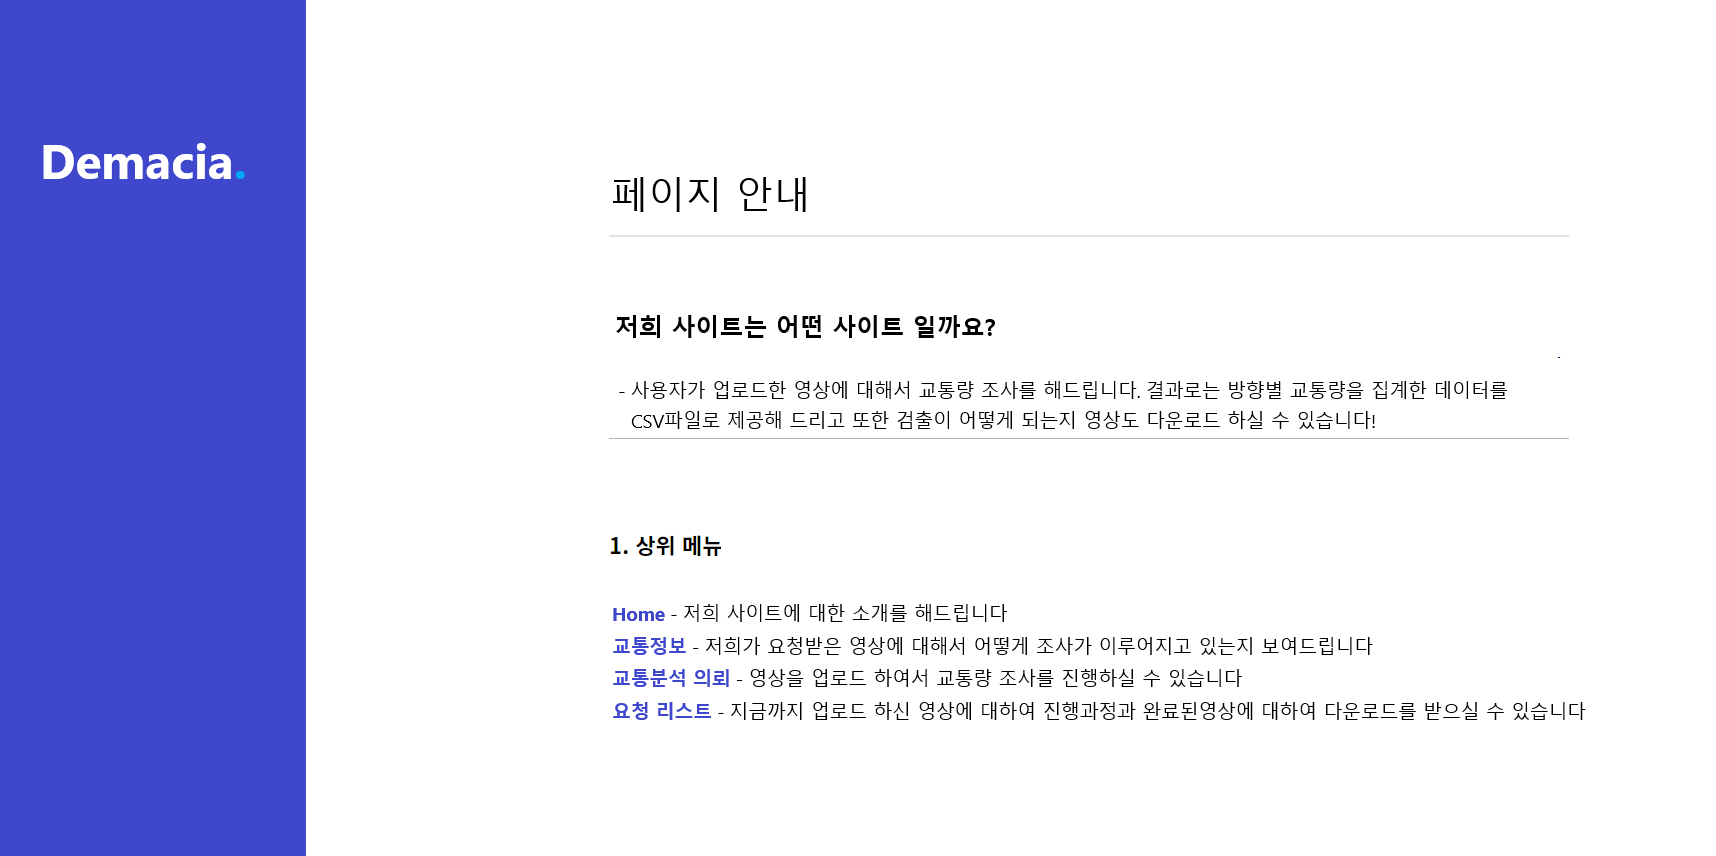 Demacia.
페이지 안내
저희 사이트는 어떤 사이트 일까요?
- 사용자가 업로드한 영상에 대해서 교통량 조사를 해드립니다. 결과로는 방향별 교통량을 집계한 데이터를
CSV파일로 제공해 드리고 또한 검출이 어떻게 되는지 영상도 다운로드 하실 수 있습니다!
1. 상위 메뉴
Home - 저희 사이트에 대한 소개를 해드립니다
교통정보 - 저희가 요청받은 영상에 대해서 어떻게 조사가 이루어지고 있는지 보여드립니다
교통분석 의뢰 - 영상을 업로드 하여서 교통량 조사를 진행하실 수 있습니다
요청 리스트 - 지금까지 업로드 하신 영상에 대하여 진행과정과 완료된영상에 대하여 다운로드를 받으실 수 있습니다